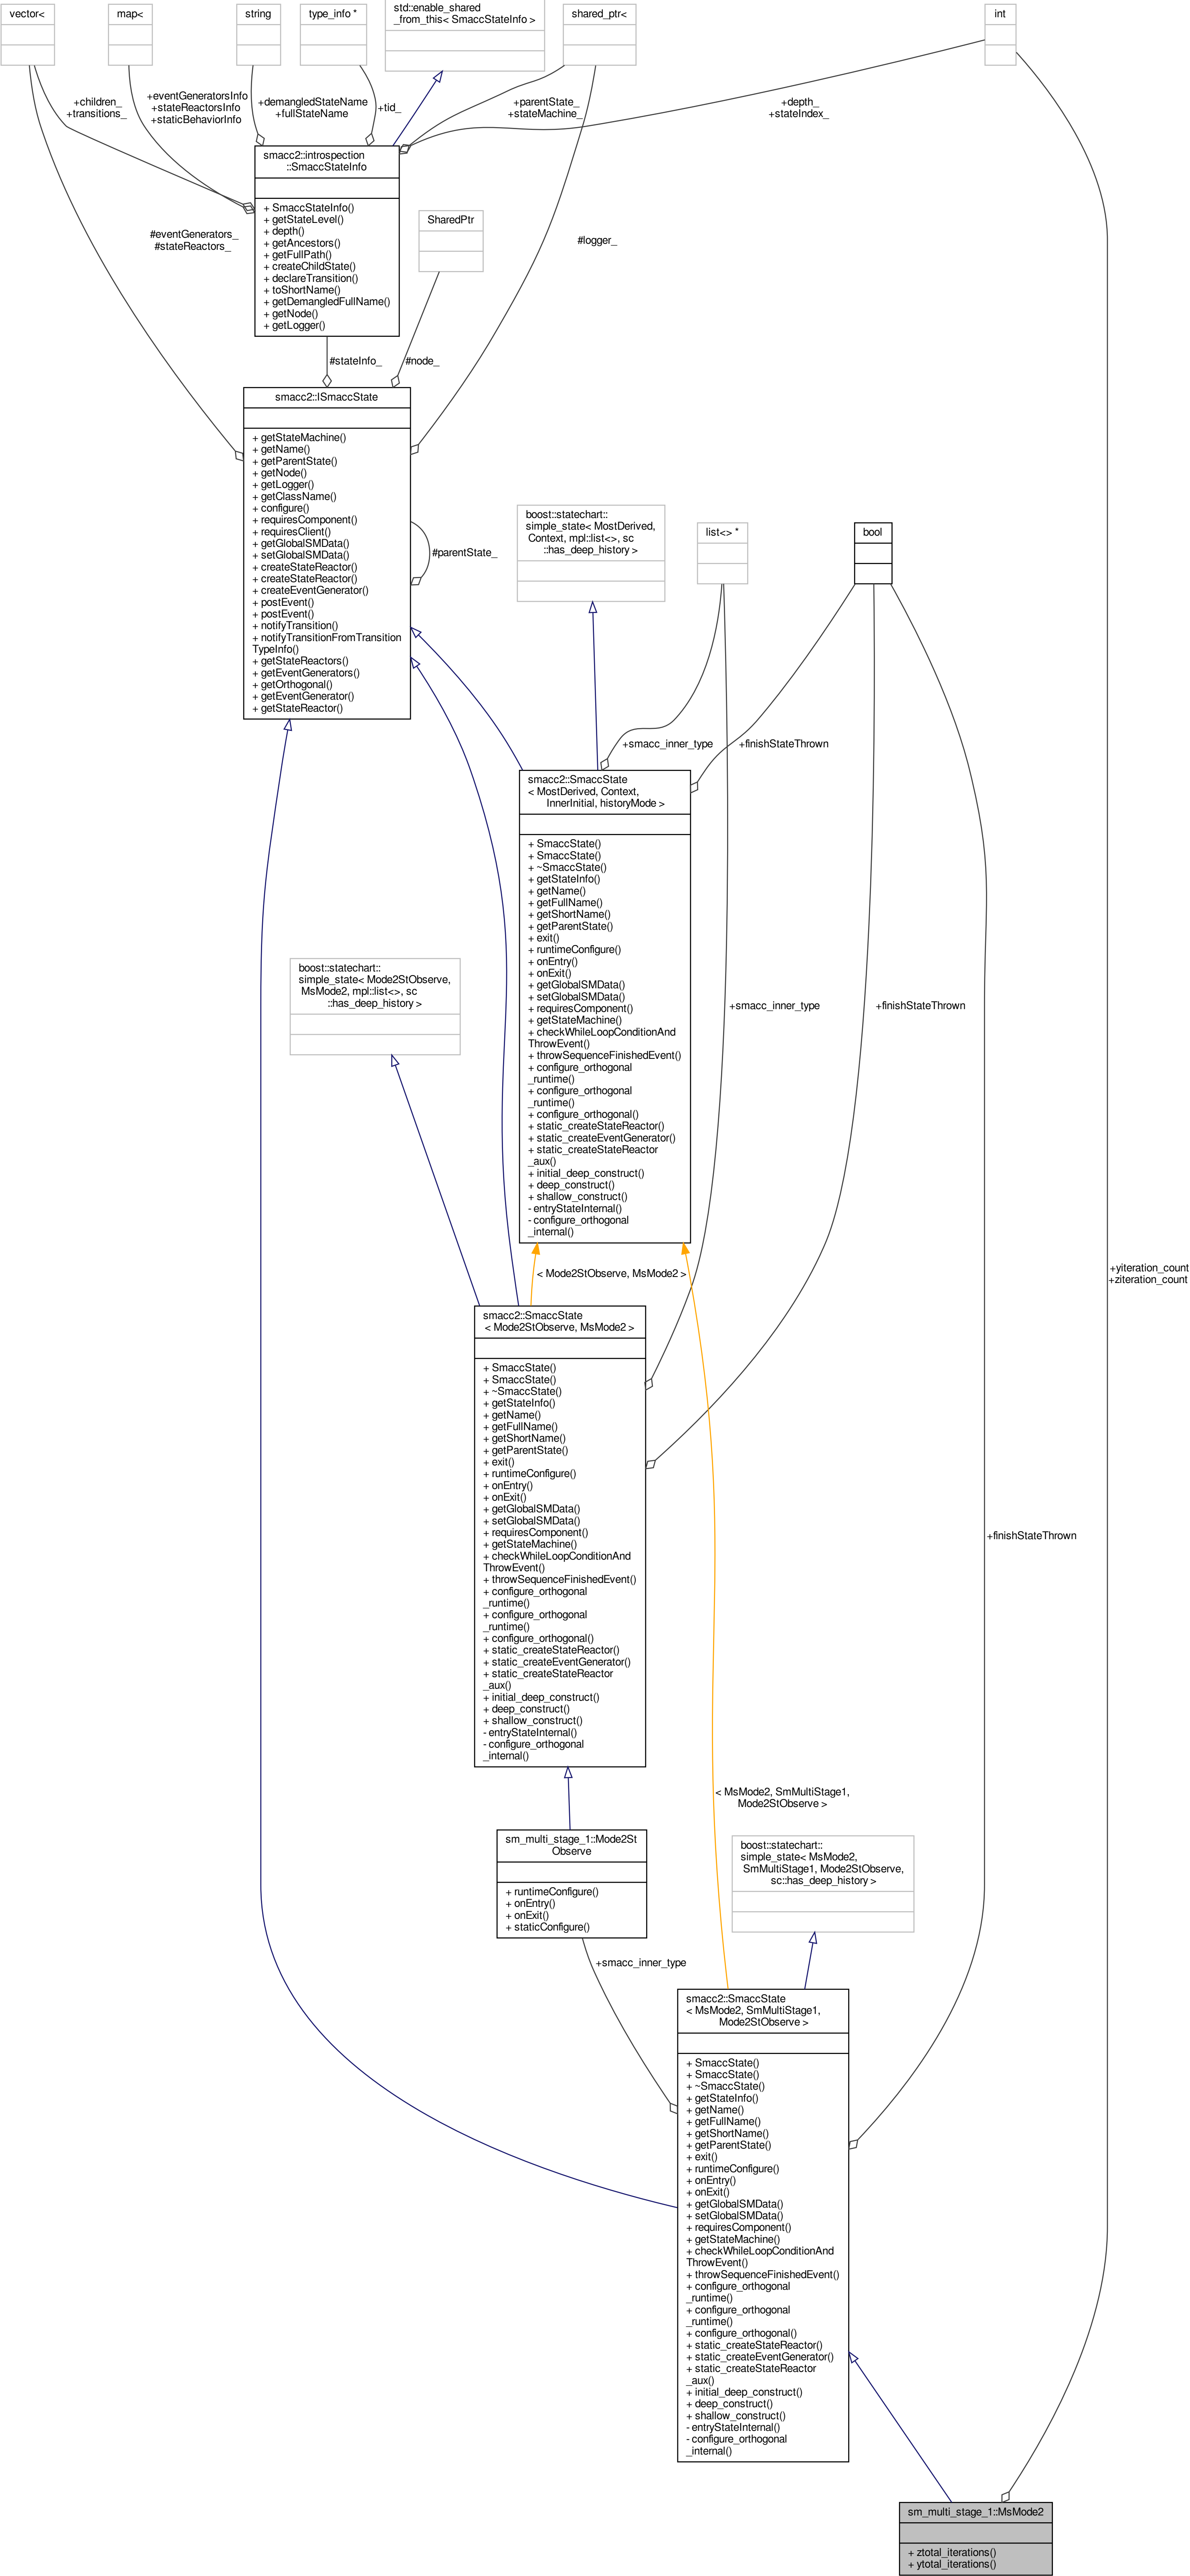 vector<
map<
string
type_info *
std::enable_shared
_from_this< SmaccStateInfo >
shared_ptr<
int
+children_
+transitions_
+eventGeneratorsInfo
+stateReactorsInfo
+staticBehaviorInfo
+demangledStateName
+fullStateName
+tid_
+parentState_
+stateMachine_
+depth_
+stateIndex_
smacc2::introspection
::SmaccStateInfo
+ SmaccStateInfo()
+ getStateLevel()
+ depth()
+ getAncestors()
+ getFullPath()
+ createChildState()
+ declareTransition()
+ toShortName()
+ getDemangledFullName()
+ getNode()
+ getLogger()
SharedPtr
#eventGenerators_
#stateReactors_
#logger_
#stateInfo_
#node_
smacc2::ISmaccState
+ getStateMachine()
+ getName()
+ getParentState()
+ getNode()
+ getLogger()
+ getClassName()
+ configure()
+ requiresComponent()
+ requiresClient()
+ getGlobalSMData()
+ setGlobalSMData()
+ createStateReactor()
+ createStateReactor()
+ createEventGenerator()
+ postEvent()
+ postEvent()
+ notifyTransition()
+ notifyTransitionFromTransition
TypeInfo()
+ getStateReactors()
+ getEventGenerators()
+ getOrthogonal()
+ getEventGenerator()
+ getStateReactor()
#parentState_
boost::statechart::
simple_state< MostDerived,
Context, mpl::list<>, sc
::has_deep_history >
list<> *
bool
+smacc_inner_type
+finishStateThrown
smacc2::SmaccState
< MostDerived, Context,
InnerInitial, historyMode >
+ SmaccState()
+ SmaccState()
+ ~SmaccState()
+ getStateInfo()
+ getName()
+ getFullName()
+ getShortName()
+ getParentState()
+ exit()
+ runtimeConfigure()
+ onEntry()
+ onExit()
+ getGlobalSMData()
+ setGlobalSMData()
+ requiresComponent()
+ getStateMachine()
+ checkWhileLoopConditionAnd
ThrowEvent()
+ throwSequenceFinishedEvent()
+ configure_orthogonal
_runtime()
+ configure_orthogonal
_runtime()
+ configure_orthogonal()
+ static_createStateReactor()
+ static_createEventGenerator()
+ static_createStateReactor
_aux()
+ initial_deep_construct()
+ deep_construct()
+ shallow_construct()
- entryStateInternal()
- configure_orthogonal
_internal()
boost::statechart::
simple_state< Mode2StObserve,
MsMode2, mpl::list<>, sc
::has_deep_history >
+smacc_inner_type
+finishStateThrown
< Mode2StObserve, MsMode2 >
+yiteration_count
+ziteration_count
smacc2::SmaccState
< Mode2StObserve, MsMode2 >
+ SmaccState()
+ SmaccState()
+ ~SmaccState()
+ getStateInfo()
+ getName()
+ getFullName()
+ getShortName()
+ getParentState()
+ exit()
+ runtimeConfigure()
+ onEntry()
+ onExit()
+ getGlobalSMData()
+ setGlobalSMData()
+ requiresComponent()
+ getStateMachine()
+ checkWhileLoopConditionAnd
ThrowEvent()
+ throwSequenceFinishedEvent()
+ configure_orthogonal
_runtime()
+ configure_orthogonal
_runtime()
+ configure_orthogonal()
+ static_createStateReactor()
+ static_createEventGenerator()
+ static_createStateReactor
_aux()
+ initial_deep_construct()
+ deep_construct()
+ shallow_construct()
- entryStateInternal()
- configure_orthogonal
_internal()
+finishStateThrown
< MsMode2, SmMultiStage1,
Mode2StObserve >
sm_multi_stage_1::Mode2St
Observe
+ runtimeConfigure()
+ onEntry()
+ onExit()
+ staticConfigure()
boost::statechart::
simple_state< MsMode2,
SmMultiStage1, Mode2StObserve,
sc::has_deep_history >
+smacc_inner_type
smacc2::SmaccState
< MsMode2, SmMultiStage1,
Mode2StObserve >
+ SmaccState()
+ SmaccState()
+ ~SmaccState()
+ getStateInfo()
+ getName()
+ getFullName()
+ getShortName()
+ getParentState()
+ exit()
+ runtimeConfigure()
+ onEntry()
+ onExit()
+ getGlobalSMData()
+ setGlobalSMData()
+ requiresComponent()
+ getStateMachine()
+ checkWhileLoopConditionAnd
ThrowEvent()
+ throwSequenceFinishedEvent()
+ configure_orthogonal
_runtime()
+ configure_orthogonal
_runtime()
+ configure_orthogonal()
+ static_createStateReactor()
+ static_createEventGenerator()
+ static_createStateReactor
_aux()
+ initial_deep_construct()
+ deep_construct()
+ shallow_construct()
- entryStateInternal()
- configure_orthogonal
_internal()
sm_multi_stage_1::MsMode2
+ ztotal_iterations()
+ ytotal_iterations()